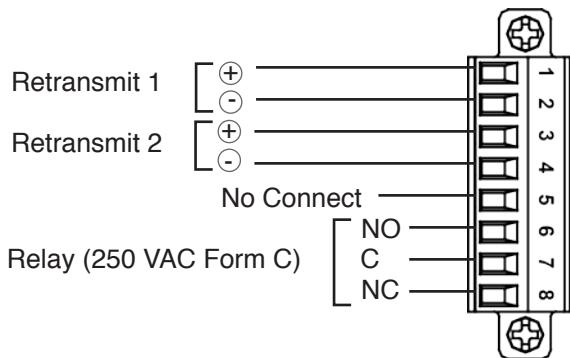 Retransmit 1 + 1
- 2
Retransmit 2 + 3
- 4
No Connect 5
NO 6
Relay (250 VAC Form C) C 7
NC 8